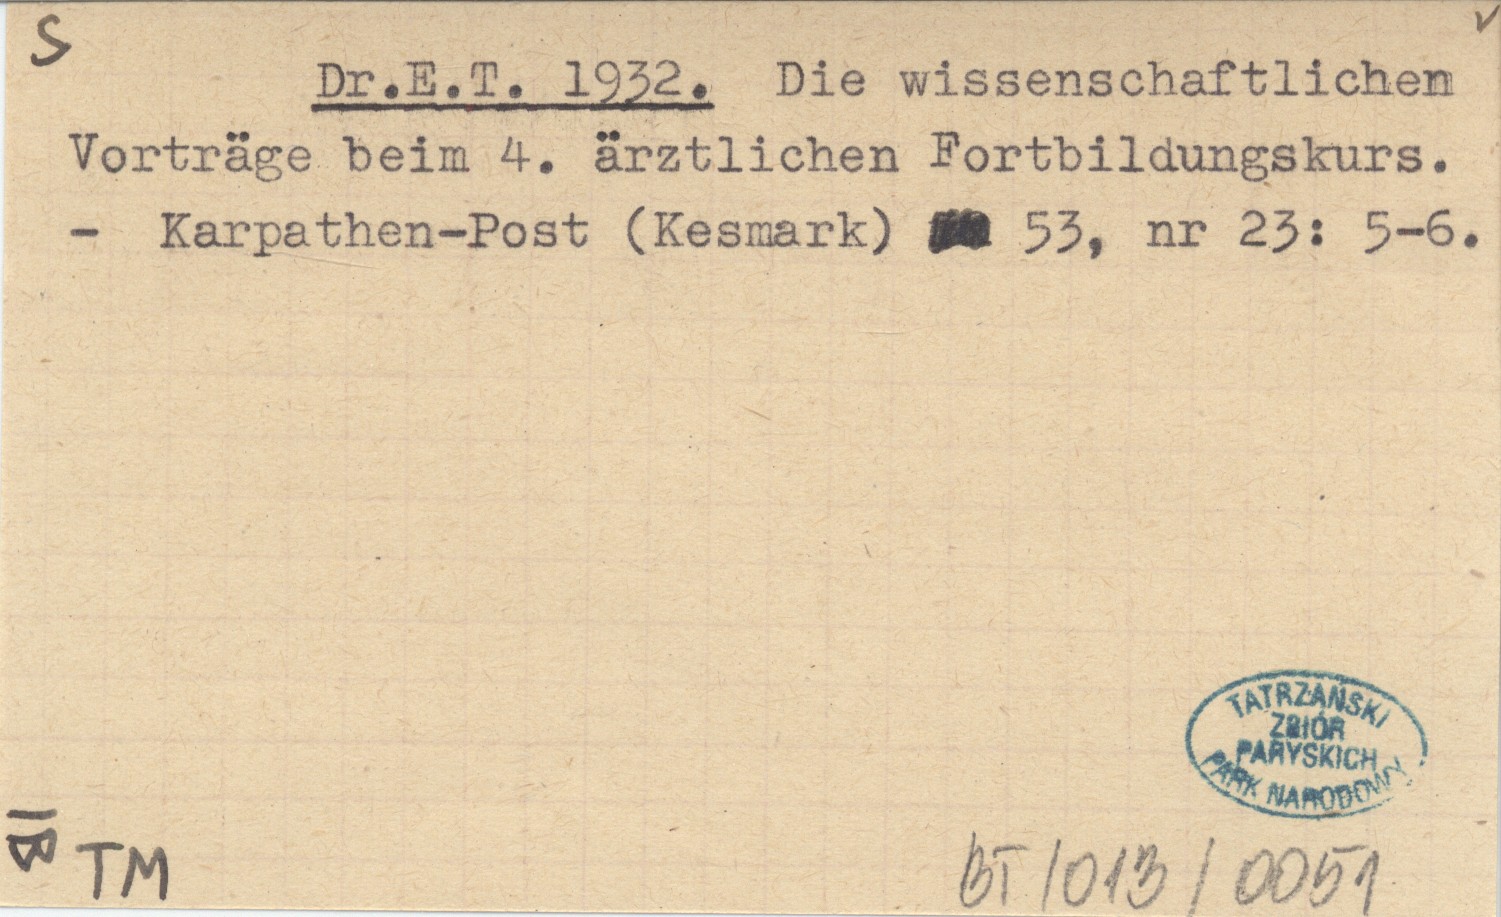 S
Dr.E.T. 1932. Die wissenschaftlichen
Vorträge beim 4. ärztlichen Fortbildungskurs.
- Karpathen-Post (Kesmark) 53, nr 23: 5-6.
TATRZAŃSKI
ZBIÓR
PARYSKICH
PARK NARODOWY
TM
BT/013/0051